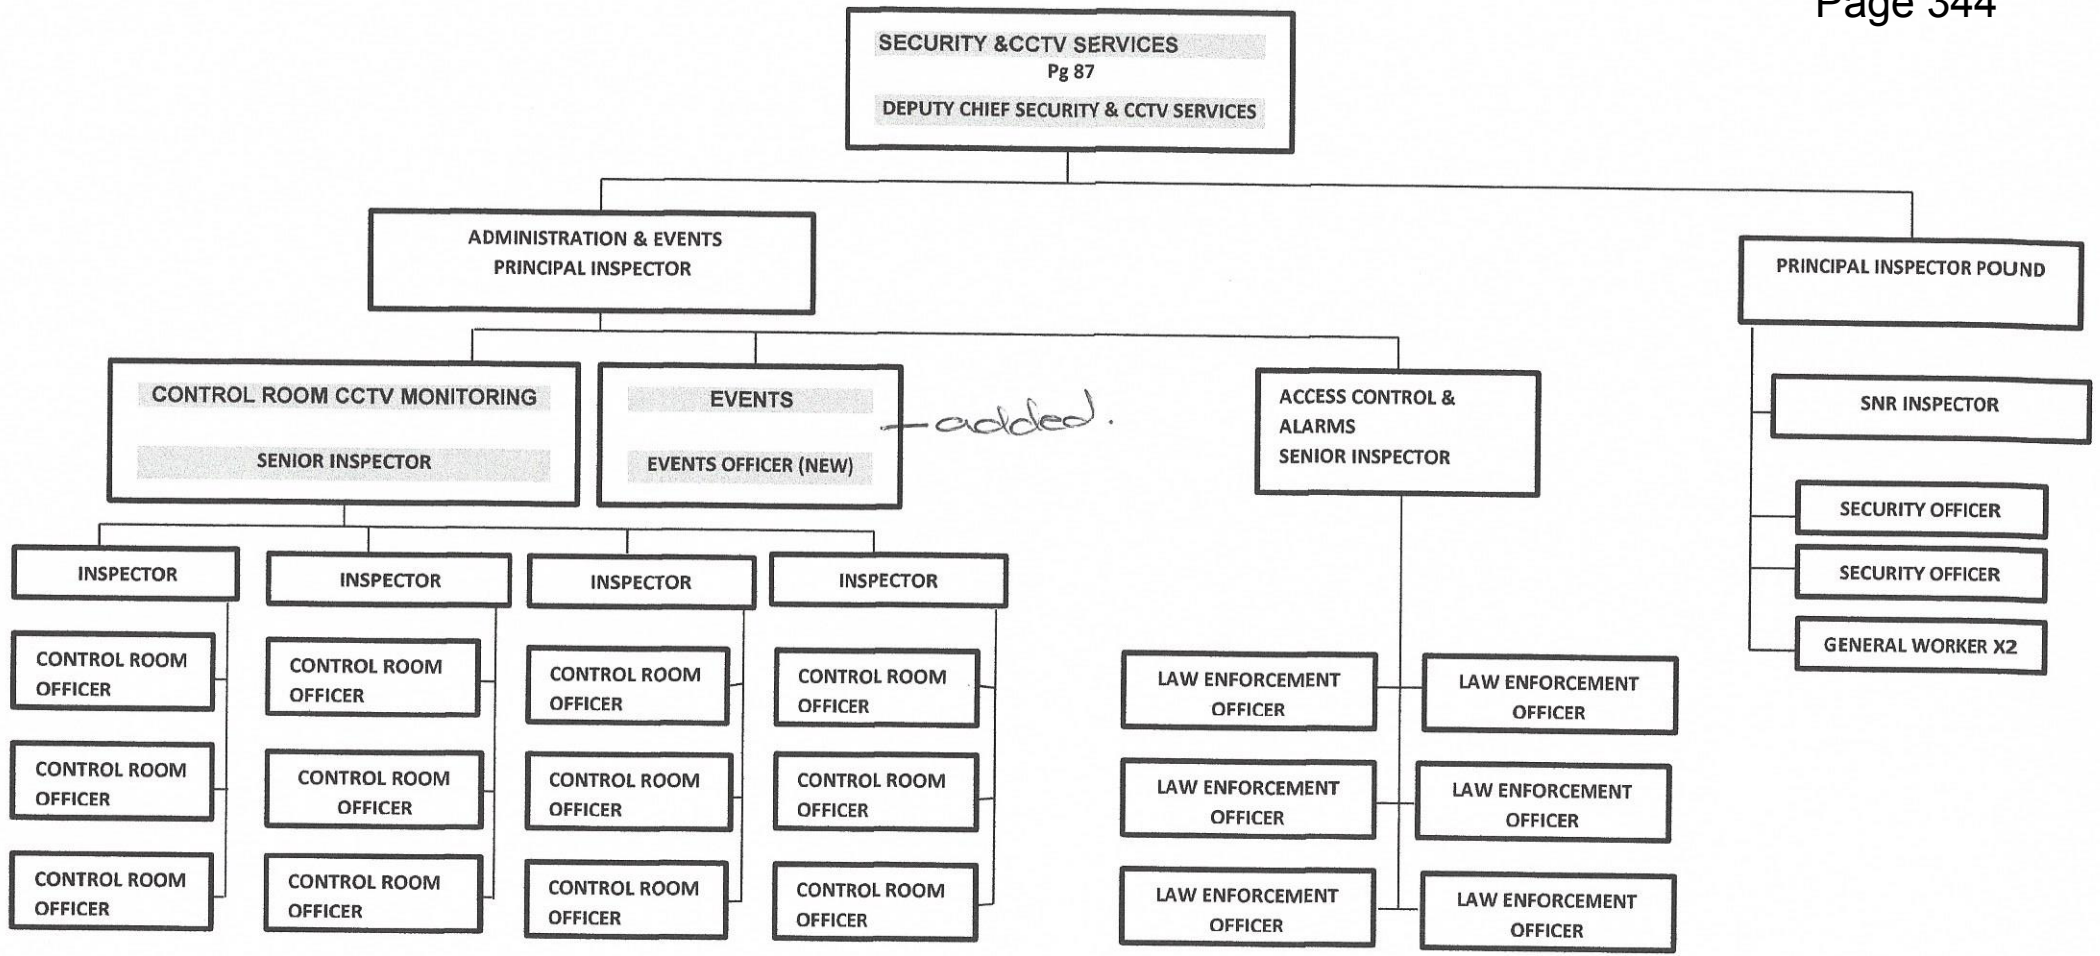 Page 344
SECURITY &CCTV SERVICES
Pg 87
DEPUTY CHIEF SECURITY & CCTV SERVICES
ADMINISTRATION & EVENTS
PRINCIPAL INSPECTOR
PRINCIPAL INSPECTOR POUND
CONTROL ROOM CCTV MONITORING
SENIOR INSPECTOR
EVENTS
EVENTS OFFICER (NEW)
- added.
ACCESS CONTROL &
ALARMS
SENIOR INSPECTOR
SNR INSPECTOR
SECURITY OFFICER
SECURITY OFFICER
GENERAL WORKER X2
INSPECTOR
INSPECTOR
INSPECTOR
INSPECTOR
CONTROL ROOM
OFFICER
CONTROL ROOM
OFFICER
CONTROL ROOM
OFFICER
CONTROL ROOM
OFFICER
LAW ENFORCEMENT
OFFICER
LAW ENFORCEMENT
OFFICER
CONTROL ROOM
OFFICER
CONTROL ROOM
OFFICER
CONTROL ROOM
OFFICER
CONTROL ROOM
OFFICER
LAW ENFORCEMENT
OFFICER
LAW ENFORCEMENT
OFFICER
CONTROL ROOM
OFFICER
CONTROL ROOM
OFFICER
CONTROL ROOM
OFFICER
CONTROL ROOM
OFFICER
LAW ENFORCEMENT
OFFICER
LAW ENFORCEMENT
OFFICER